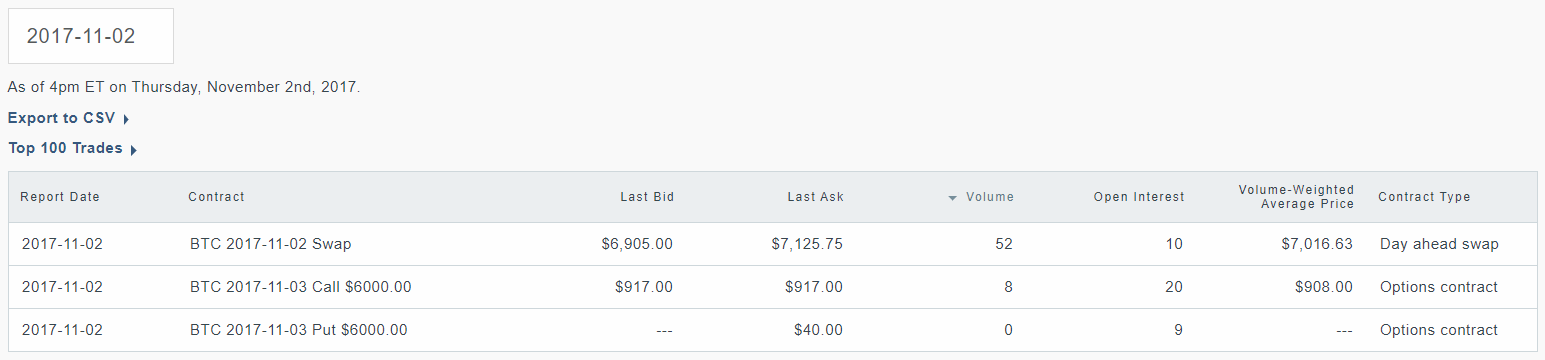 2017-11-02
As of 4pm ET on Thursday, November 2nd, 2017.
Export to CSV
Top 100 Trades
Report Date Contract Last Bid Last Ask Volume Open Interest Volume-Weighted Average Price Contract Type
2017-11-02 BTC 2017-11-02 Swap $6,905.00 $7,125.75 52 10 $7,016.63 Day ahead swap
2017-11-02 BTC 2017-11-03 Call $6000.00 $917.00 $917.00 8 20 $908.00 Options contract
2017-11-02 BTC 2017-11-03 Put $6000.00 --- $40.00 0 9 --- Options contract